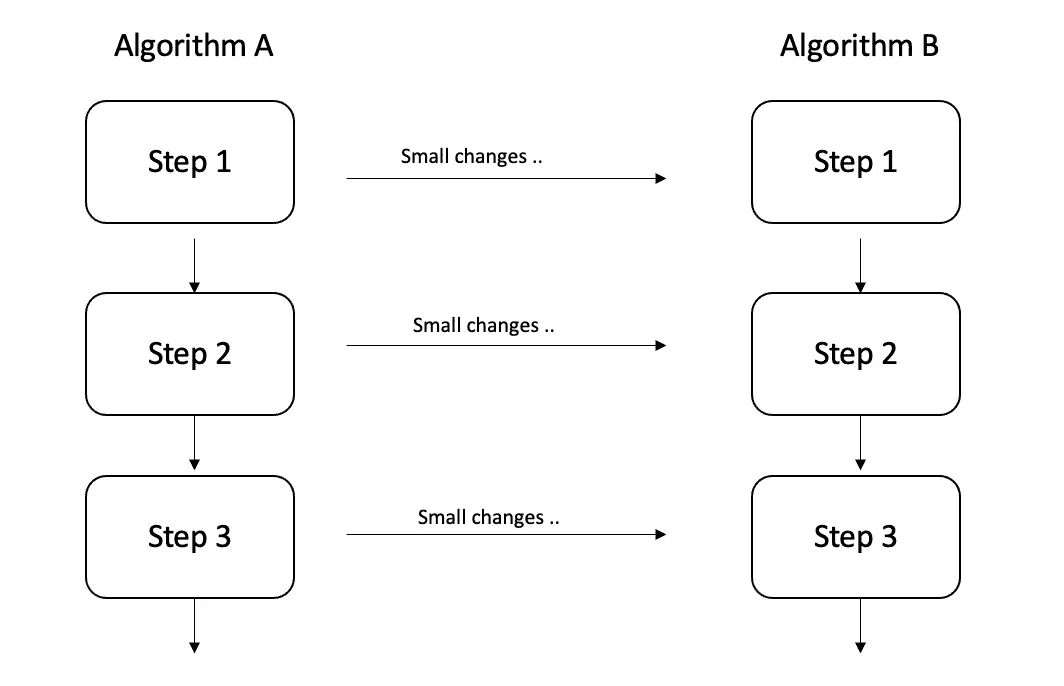 Algorithm A
Algorithm B
Step 1
Small changes ..
Step 1
Step 2
Small changes ..
Step 2
Step 3
Small changes ..
Step 3